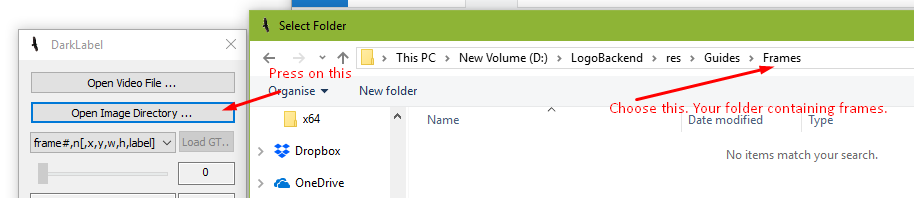 Select Folder
DarkLabel
This PC > New Volume (D:) > LogoBackend > res > Guides > Frames
Open Video File ...
Press on this
Organise New folder
Open Image Directory ...
Choose this. Your folder containing frames.
x64
Name Date modified Type
frame#,n[,x,y,w,h,label] Load GT..
Dropbox
No items match your search.
0
OneDrive